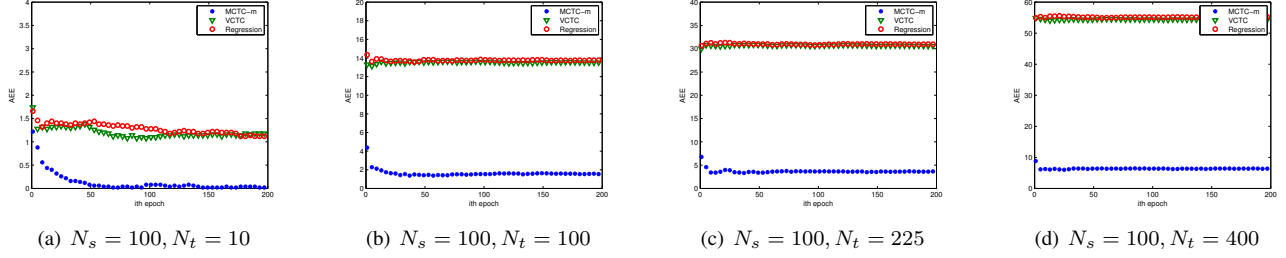 4
3.5
3
2.5
2
1.5
1
0.5
0
AEE
0 50 100 150 200
ith epoch
MCTC-m
VCTC
Regression
(a) N_s = 100, N_t = 10
20
18
16
14
12
10
8
6
4
2
0
AEE
0 50 100 150 200
ith epoch
MCTC-m
VCTC
Regression
(b) N_s = 100, N_t = 100
40
35
30
25
20
15
10
5
0
AEE
0 50 100 150 200
ith epoch
MCTC-m
VCTC
Regression
(c) N_s = 100, N_t = 225
60
50
40
30
20
10
0
AEE
0 50 100 150 200
ith epoch
MCTC-m
VCTC
Regression
(d) N_s = 100, N_t = 400